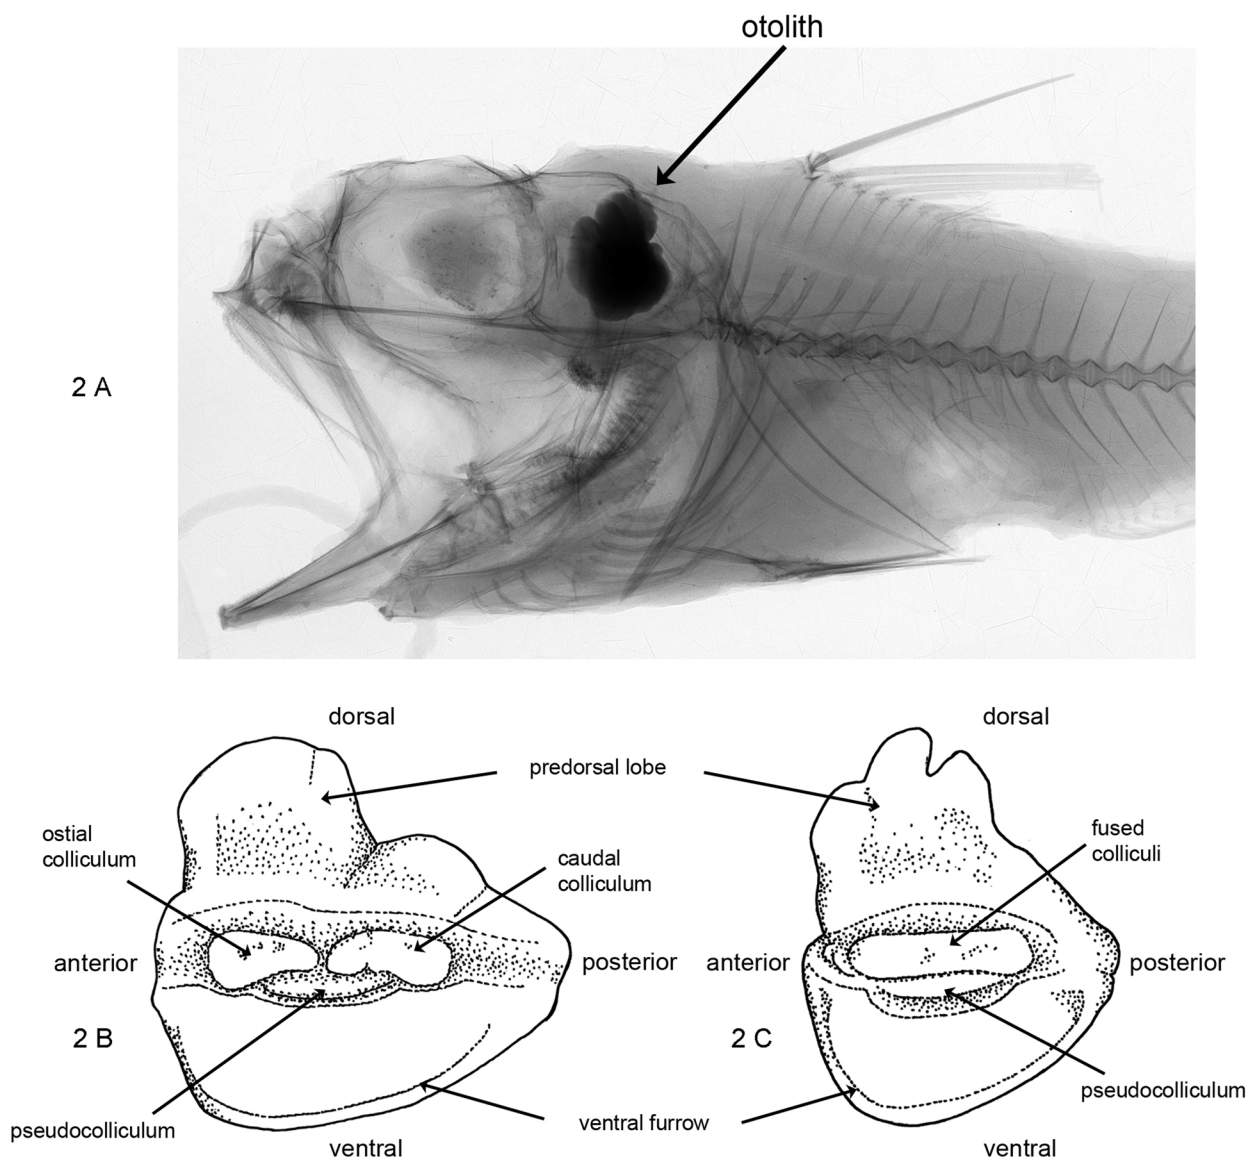 otolith
2 A
dorsal
dorsal
predorsal lobe
ostial
colliculum
caudal
colliculum
fused
colliculi
anterior
posterior
anterior
posterior
2 B
2 C
pseudocolliculum
ventral furrow
pseudocolliculum
ventral
ventral